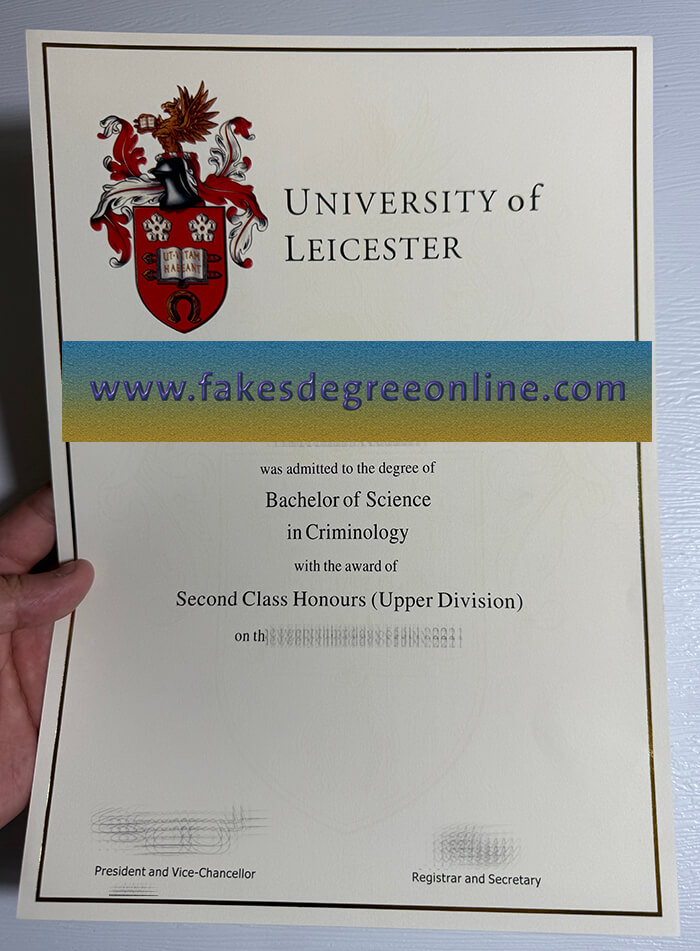 UT·VITAM
HABEANT
UNIVERSITY of
LEICESTER
www.fakesdegreeonline.com
was admitted to the degree of
Bachelor of Science
in Criminology
with the award of
Second Class Honours (Upper Division)
on th
President and Vice-Chancellor
Registrar and Secretary